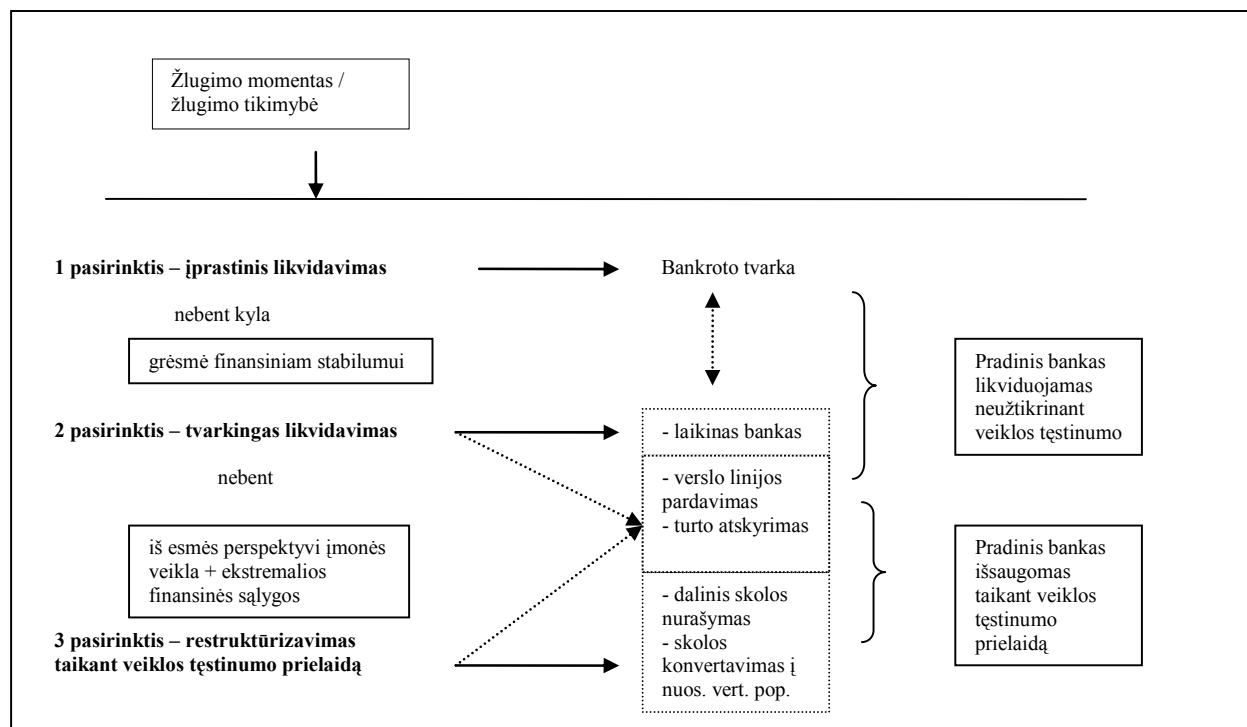 Žlugimo momentas /
žlugimo tikimybė
1 pasirinktis – įprastinis likvidavimas
Bankroto tvarka
nebent kyla
grėsmė finansiniam stabilumui
Pradinis bankas
likviduojamas
neužtikrinant
veiklos tęstinumo
2 pasirinktis – tvarkingas likvidavimas
- laikinas bankas
nebent
- verslo linijos
pardavimas
- turto atskyrimas
iš esmės perspektyvi įmonės
veikla + ekstremalios
finansinės sąlygos
Pradinis bankas
išsaugomas
taikant veiklos
tęstinumo
prielaidą
- dalinis skolos
nurašymas
- skolos
konvertavimas į
nuos. vert. pop.
3 pasirinktis – restruktūrizavimas
taikant veiklos tęstinumo prielaidą